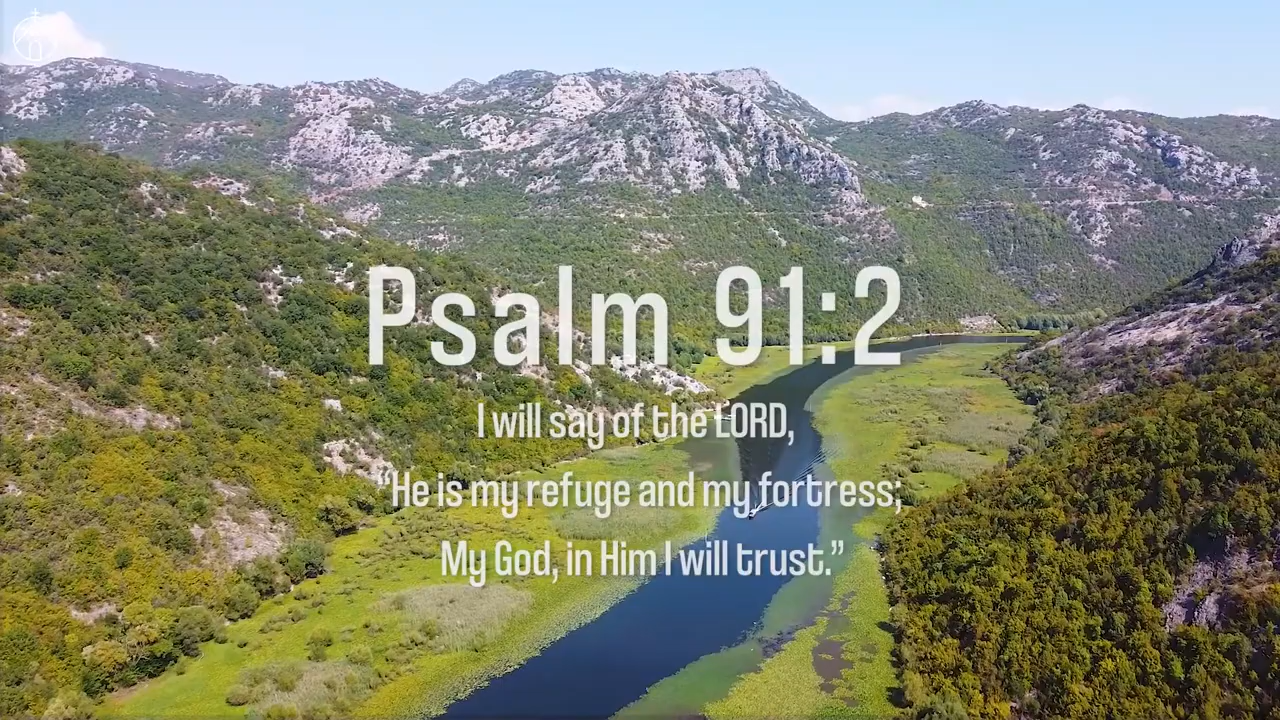 Psalm 91:2
I will say of the LORD,
“He is my refuge and my fortress;
My God, in Him I will trust.”